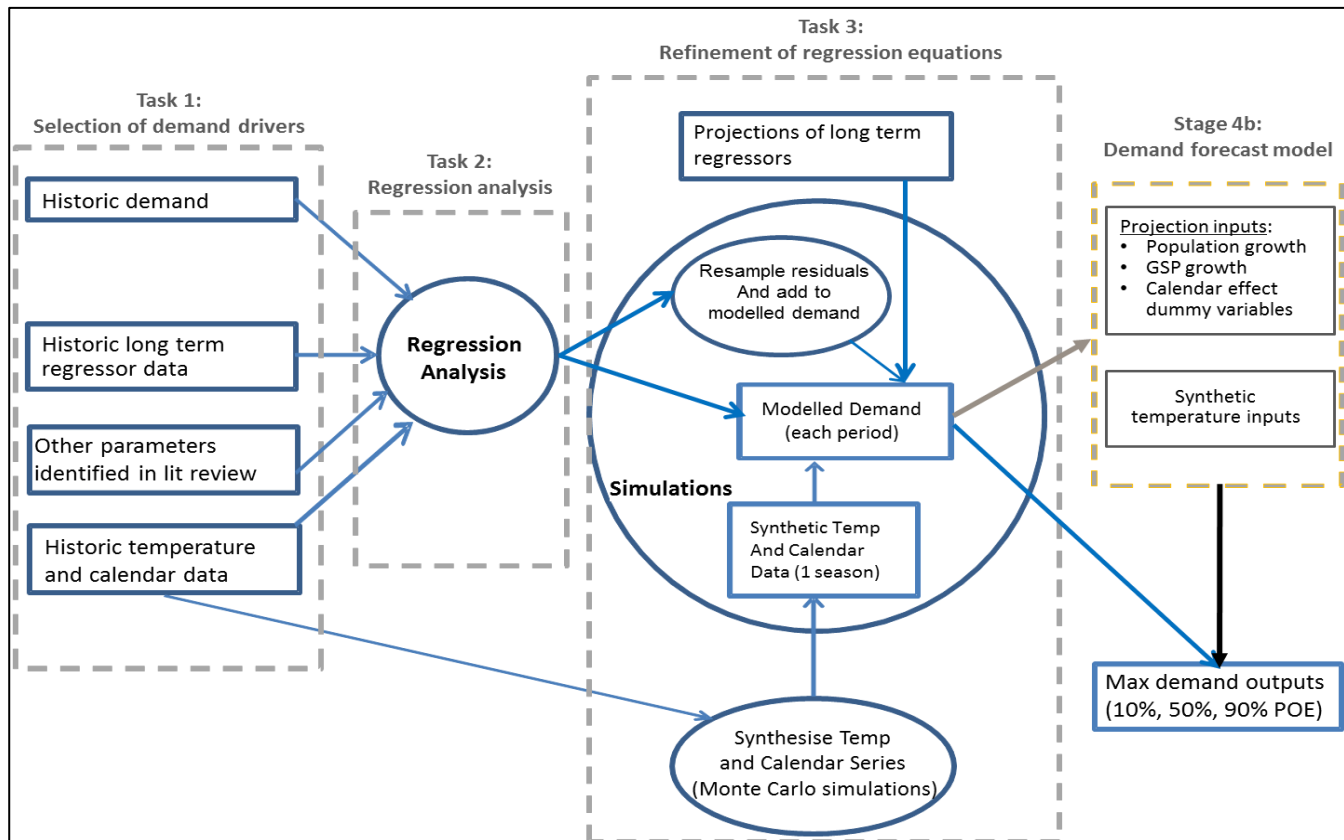 Task 1:
Selection of demand drivers
Historic demand
Historic long term
regressor data
Other parameters
identified in lit review
Historic temperature
and calendar data
Task 2:
Regression analysis
Regression
Analysis
Task 3:
Refinement of regression equations
Projections of long term
regressors
Resample residuals
And add to
modelled demand
Modelled Demand
(each period)
Simulations
Synthetic Temp
And Calendar
Data (1 season)
Synthesise Temp
and Calendar Series
(Monte Carlo simulations)
Stage 4b:
Demand forecast model
Projection inputs:
• Population growth
• GSP growth
• Calendar effect
dummy variables
Synthetic
temperature inputs
Max demand outputs
(10%, 50%, 90% POE)